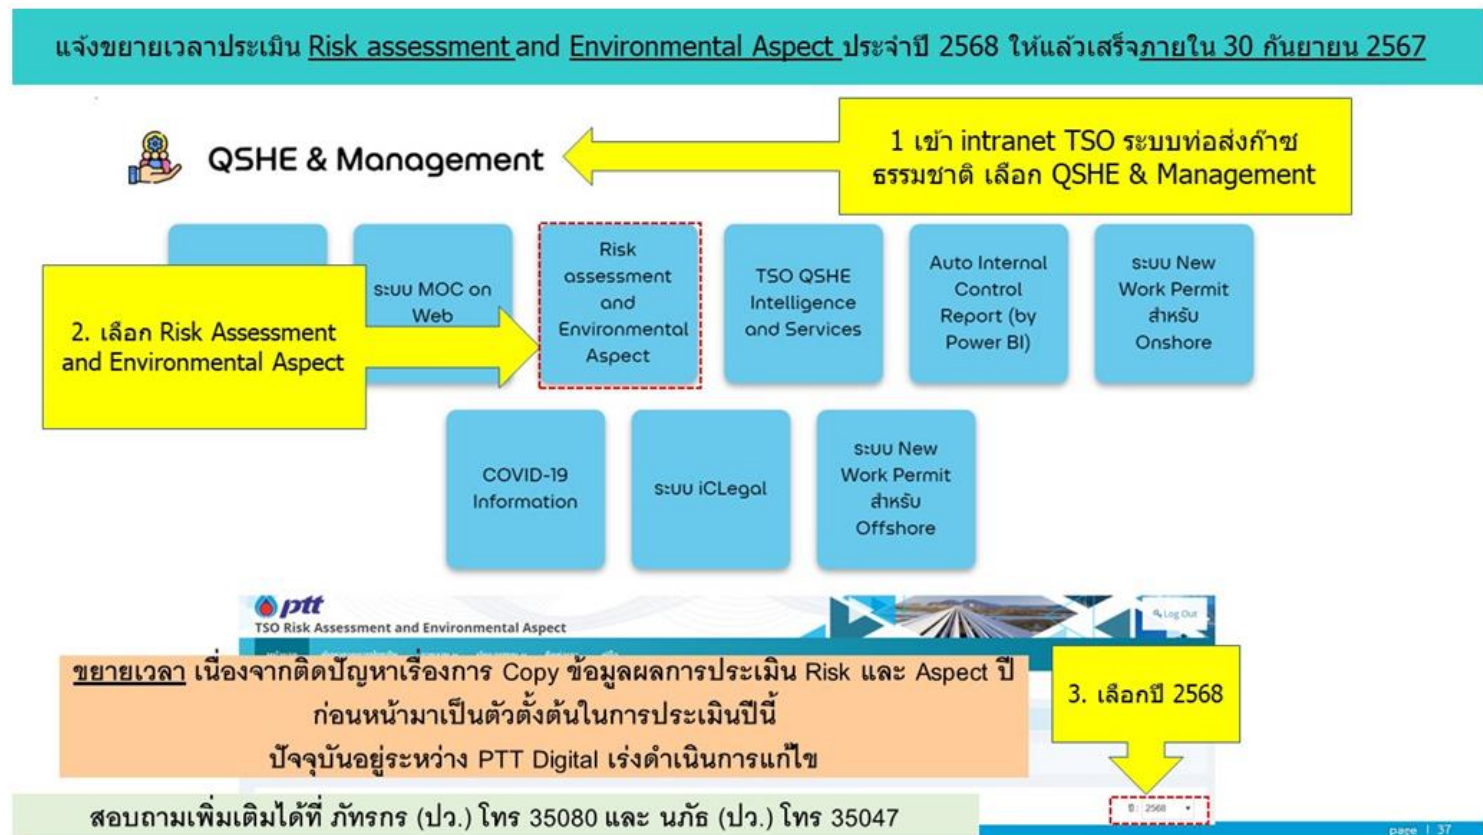 แจ้งขยายเวลาประเมิน Risk assessment and Environmental Aspect ประจำปี 2568 ให้แล้วเสร็จภายใน 30 กันยายน 2567
QSHE & Management
1 เข้า intranet TSO ระบบท่อส่งก๊าซ
ธรรมชาติ เลือก QSHE & Management
2. เลือก Risk Assessment
and Environmental Aspect
ระบบ MOC on
Web
Risk
assessment
and
Environmental
Aspect
TSO QSHE
Intelligence
and Services
Auto Internal
Control
Report (by
Power BI)
ระบบ New
Work Permit
สำหรับ
Onshore
COVID-19
Information
ระบบ iCLegal
ระบบ New
Work Permit
สำหรับ
Offshore
ptt
TSO Risk Assessment and Environmental Aspect
Log Out
ขยายเวลา เนื่องจากติดปัญหาเรื่องการ Copy ข้อมูลผลการประเมิน Risk และ Aspect ปี
ก่อนหน้ามาเป็นตัวตั้งต้นในการประเมินปีนี้
ปัจจุบันอยู่ระหว่าง PTT Digital เร่งดำเนินการแก้ไข
3. เลือกปี 2568
ปี : 2568
สอบถามเพิ่มเติมได้ที่ ภัทรกร (ปว.) โทร 35080 และ นภัธ (ปว.) โทร 35047
page | 37